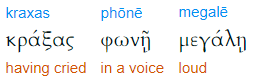 kraxas phōnē megalē
κράξας φωνῇ μεγάλῃ
having cried in a voice loud